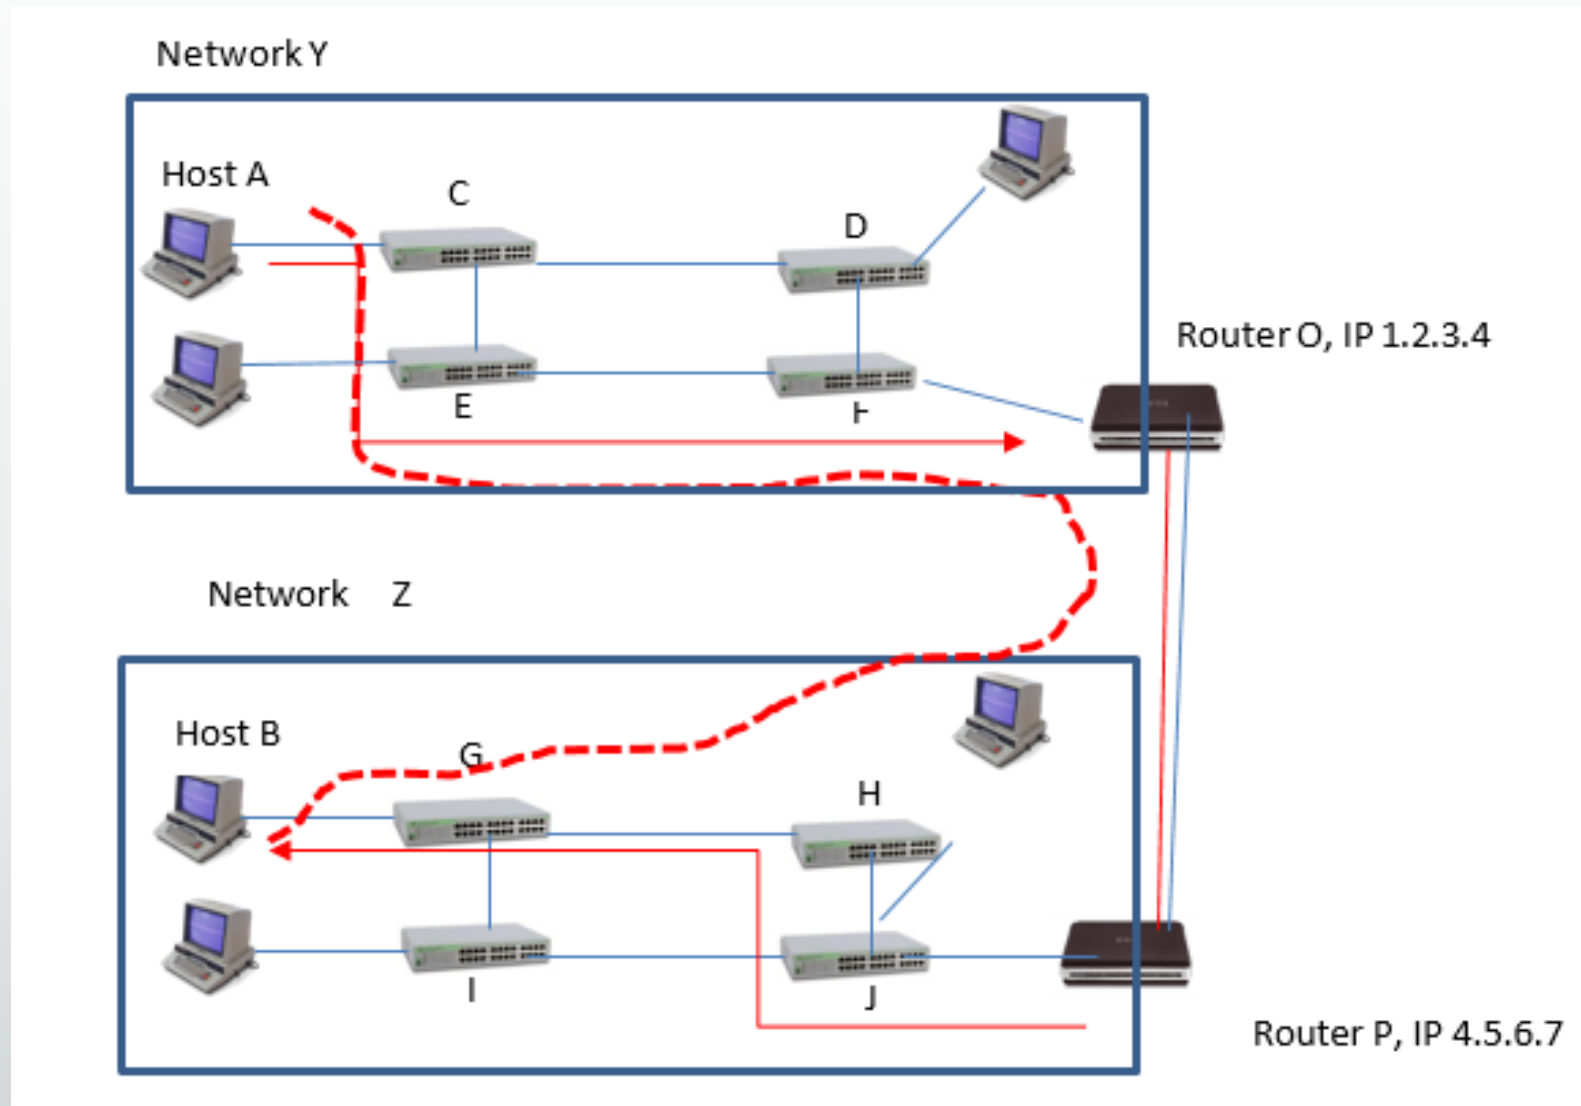 Network Y
Host A
C
D
Router O, IP 1.2.3.4
E
F
Network Z
Host B
G
H
I
J
Router P, IP 4.5.6.7